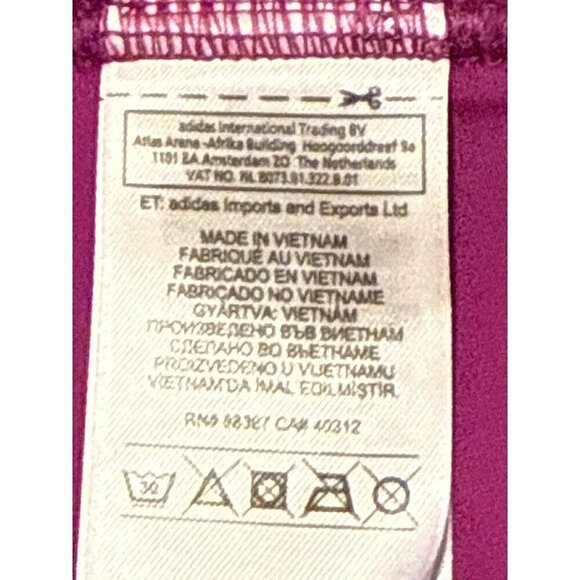 adidas International Trading BV
Atlas Arena -Afrika Building Hoogoorddreef 9a
1101 BA Amsterdam ZO The Netherlands
VAT NO. NL 8073.91.322.B.01
ET: adidas Imports and Exports Ltd
MADE IN VIETNAM
FABRIQUÉ AU VIETNAM
FABRICADO EN VIETNAM
FABRICADO NO VIETNAME
GYÁRTVA: VIETNÁM
ПРОИЗВЕДЕНО ВЪВ ВИЕТНАМ
СДЕЛАНО ВО ВЬЕТНАМЕ
PROIZVEDENO U VIJETNAMU
VIETNAM'DA İMAL EDİLMİŞTİR.
RN# 88387 CA# 40312
30